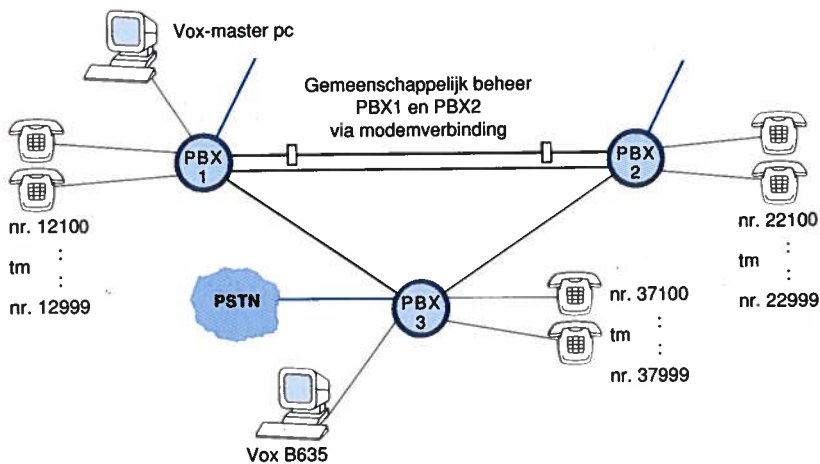 Vox-master pc
Gemeenschappelijk beheer
PBX1 en PBX2
via modemverbinding
PBX
1
PBX
2
nr. 12100
:
tm :
nr. 12999
nr. 22100
:
tm :
nr. 22999
PSTN
PBX
3
nr. 37100
:
tm :
nr. 37999
Vox B635